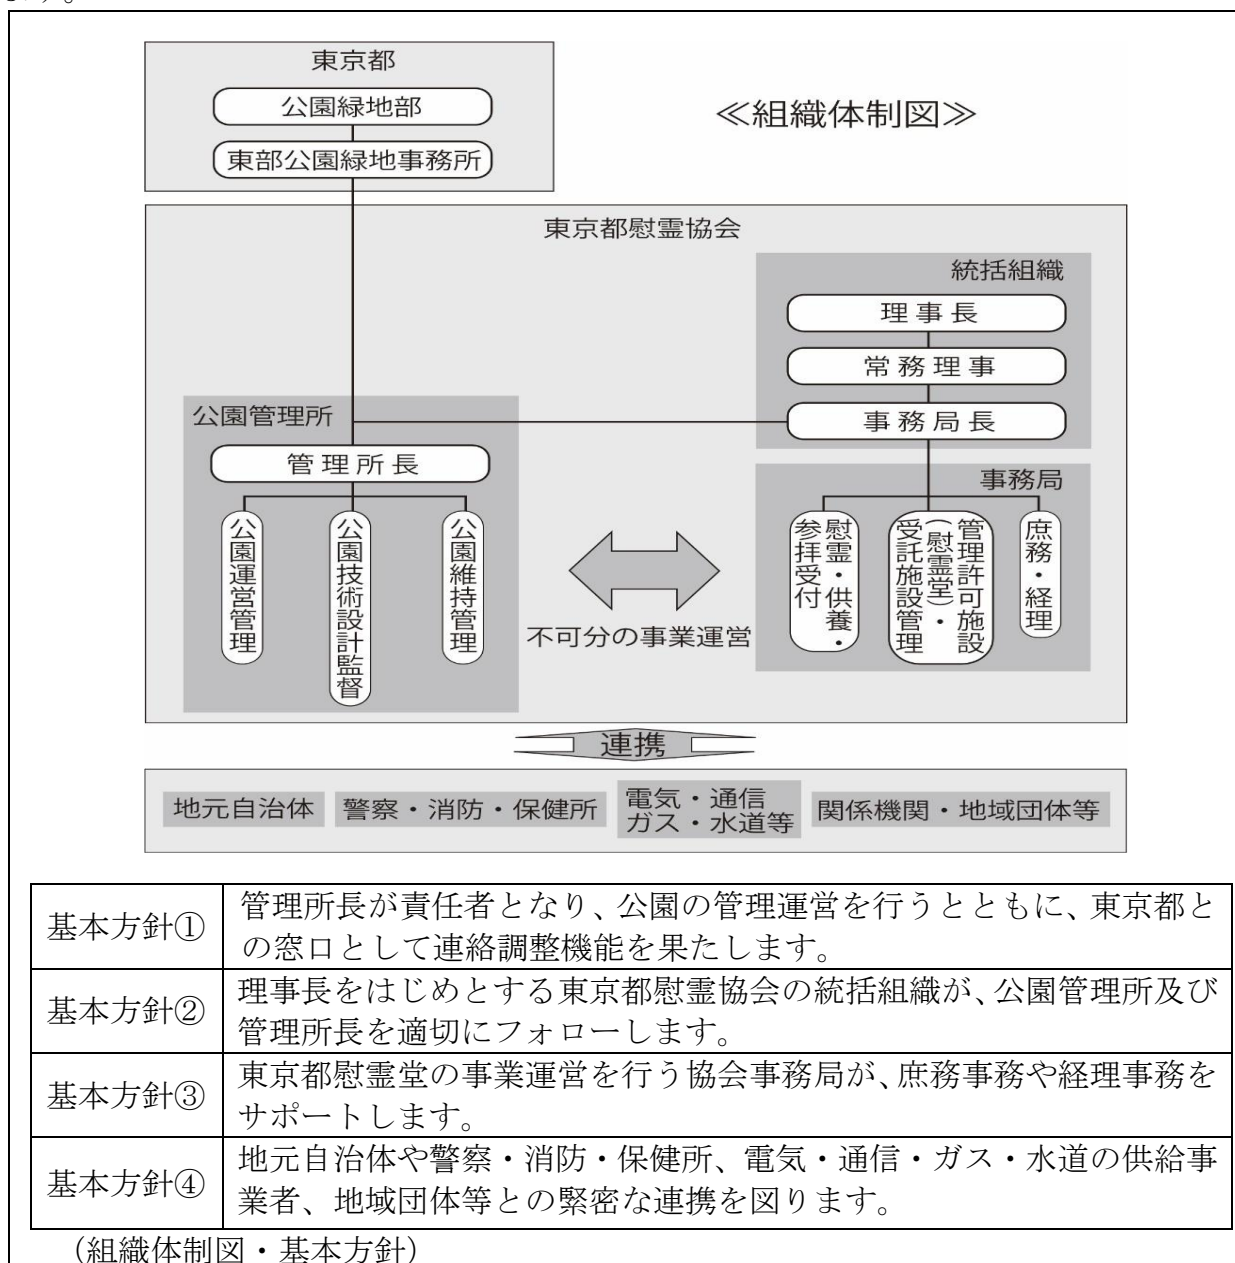 ≪組織体制図≫
東京都
公園緑地部
東部公園緑地事務所
東京都慰霊協会
統括組織
理事長
常務理事
事務局長
公園管理所
管理所長
公園運営管理
公園技術設計監督
公園維持管理
不可分の事業運営
事務局
慰霊・供養・
参拝受付
管理許可施設
(慰霊堂)・
受託施設管理
庶務・経理
連携
地元自治体
警察・消防・保健所
電気・通信
ガス・水道等
関係機関・地域団体等
基本方針①
管理所長が責任者となり、公園の管理運営を行うとともに、東京都と
の窓口として連絡調整機能を果たします。
基本方針②
理事長をはじめとする東京都慰霊協会の統括組織が、公園管理所及び
管理所長を適切にフォローします。
基本方針③
東京都慰霊堂の事業運営を行う協会事務局が、庶務事務や経理事務を
サポートします。
基本方針④
地元自治体や警察・消防・保健所、電気・通信・ガス・水道の供給事
業者、地域団体等との緊密な連携を図ります。
(組織体制図・基本方針)